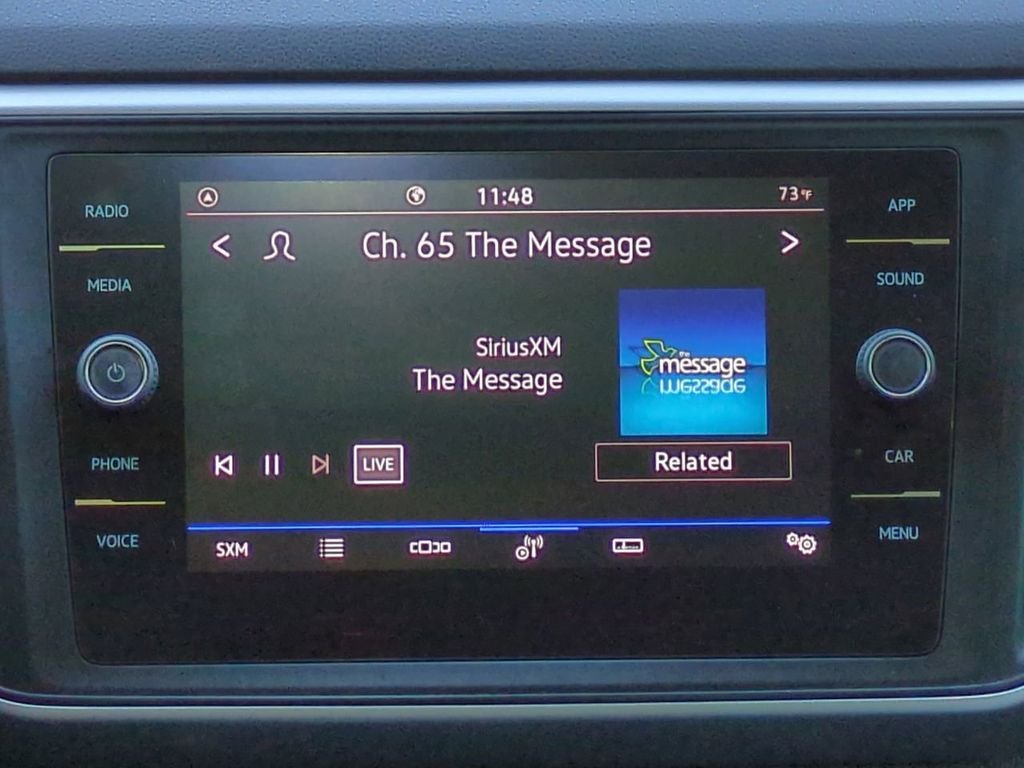 RADIO
MEDIA
PHONE
VOICE
11:48
73°F
Ch. 65 The Message
SiriusXM
The Message
the
message
LIVE
Related
SXM
APP
SOUND
CAR
MENU